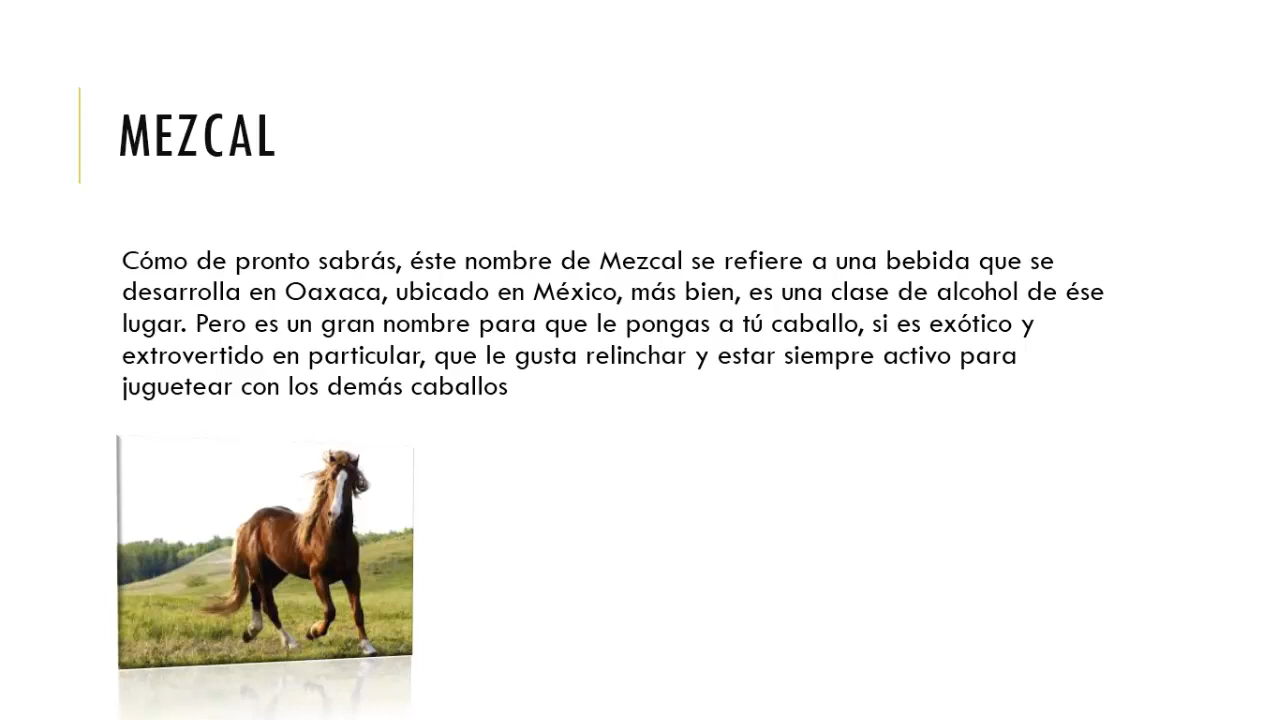 MEZCAL
Cómo de pronto sabrás, éste nombre de Mezcal se refiere a una bebida que se
desarrolla en Oaxaca, ubicado en México, más bien, es una clase de alcohol de ése
lugar. Pero es un gran nombre para que le pongas a tú caballo, si es exótico y
extrovertido en particular, que le gusta relinchar y estar siempre activo para
juguetear con los demás caballos